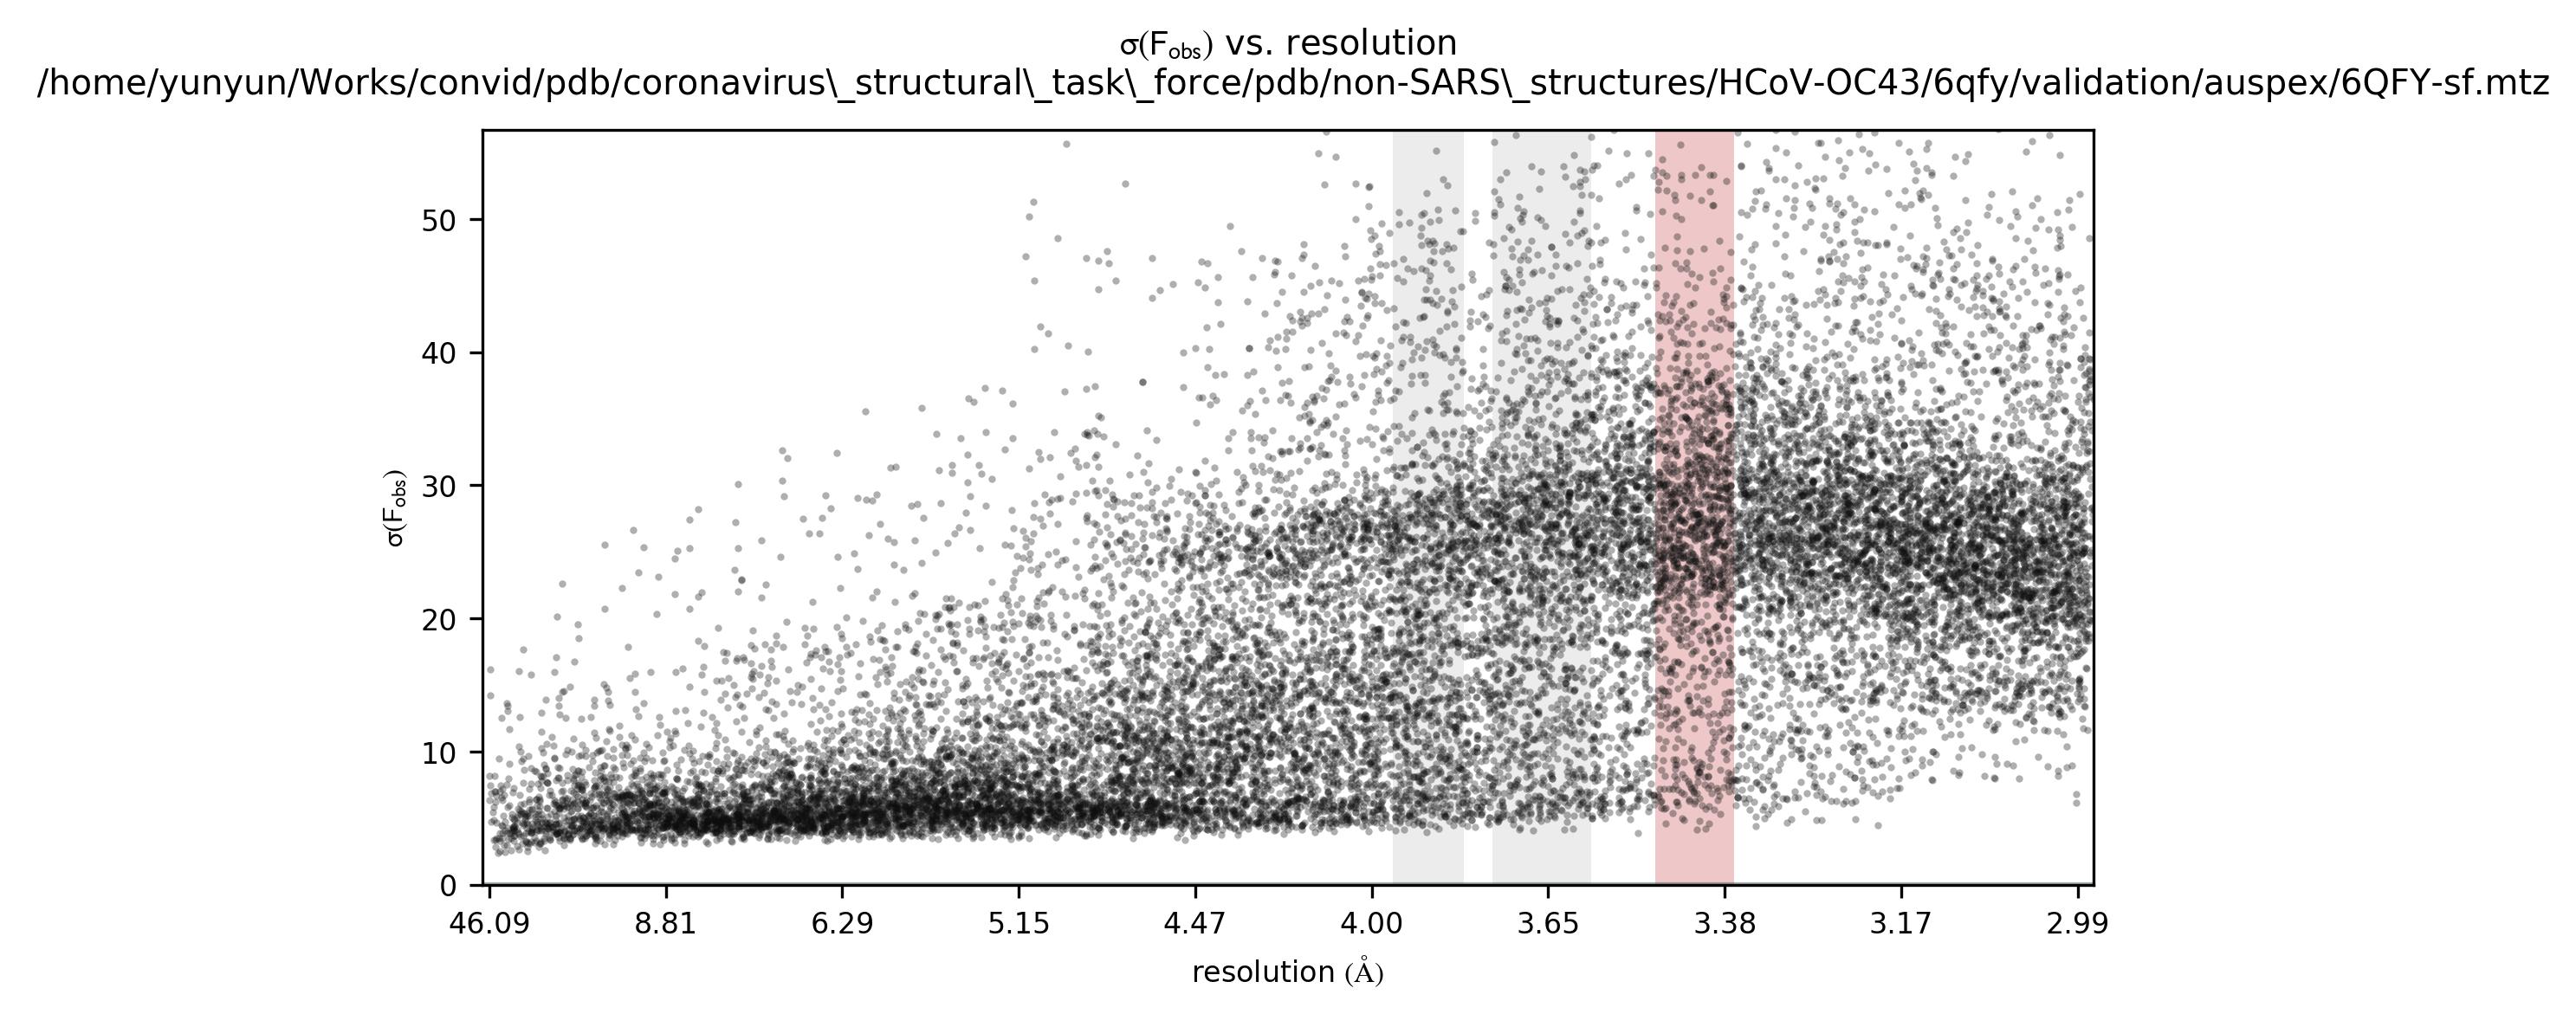 σ(F_obs) vs. resolution
/home/yunyun/Works/convid/pdb/coronavirus\_structural\_task\_force/pdb/non-SARS\_structures/HCoV-OC43/6qfy/validation/auspex/6QFY-sf.mtz
σ(F_obs)
50
40
30
20
10
0
46.09 8.81 6.29 5.15 4.47 4.00 3.65 3.38 3.17 2.99
resolution (Å)